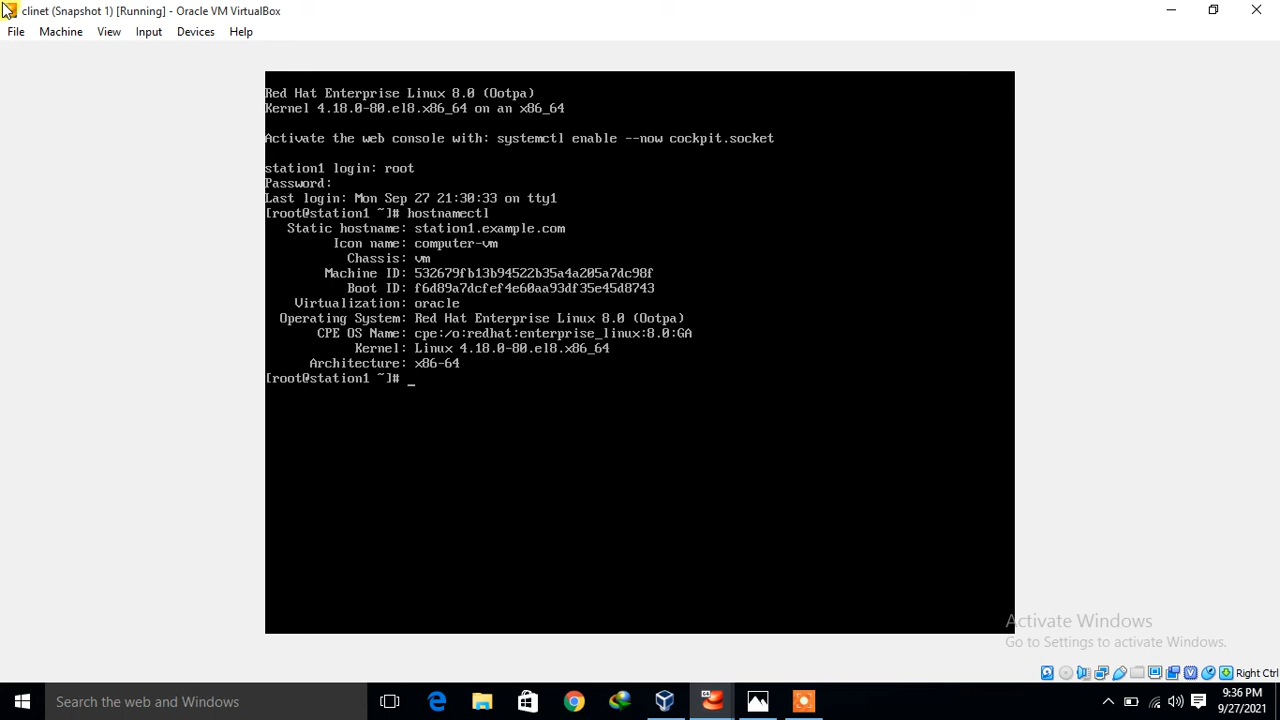 clinet (Snapshot 1) [Running] - Oracle VM VirtualBox
File Machine View Input Devices Help
Red Hat Enterprise Linux 8.0 (Ootpa)
Kernel 4.18.0-80.el8.x86_64 on an x86_64
Activate the web console with: systemctl enable --now cockpit.socket
station1 login: root
Password:
Last login: Mon Sep 27 21:30:33 on tty1
[root@station1 ~]# hostnamectl
Static hostname: station1.example.com
Icon name: computer-vm
Chassis: vm
Machine ID: 532679fb13b94522b35a4a205a7dc98f
Boot ID: f6d89a7dcfef4e60aa93df35e45d8743
Virtualization: oracle
Operating System: Red Hat Enterprise Linux 8.0 (Ootpa)
CPE OS Name: cpe:/o:redhat:enterprise_linux:8.0:GA
Kernel: Linux 4.18.0-80.el8.x86_64
Architecture: x86-64
[root@station1 ~]# _
Activate Windows
Go to Settings to activate Windows.
Right Ctrl
Search the web and Windows
9:36 PM
9/27/2021